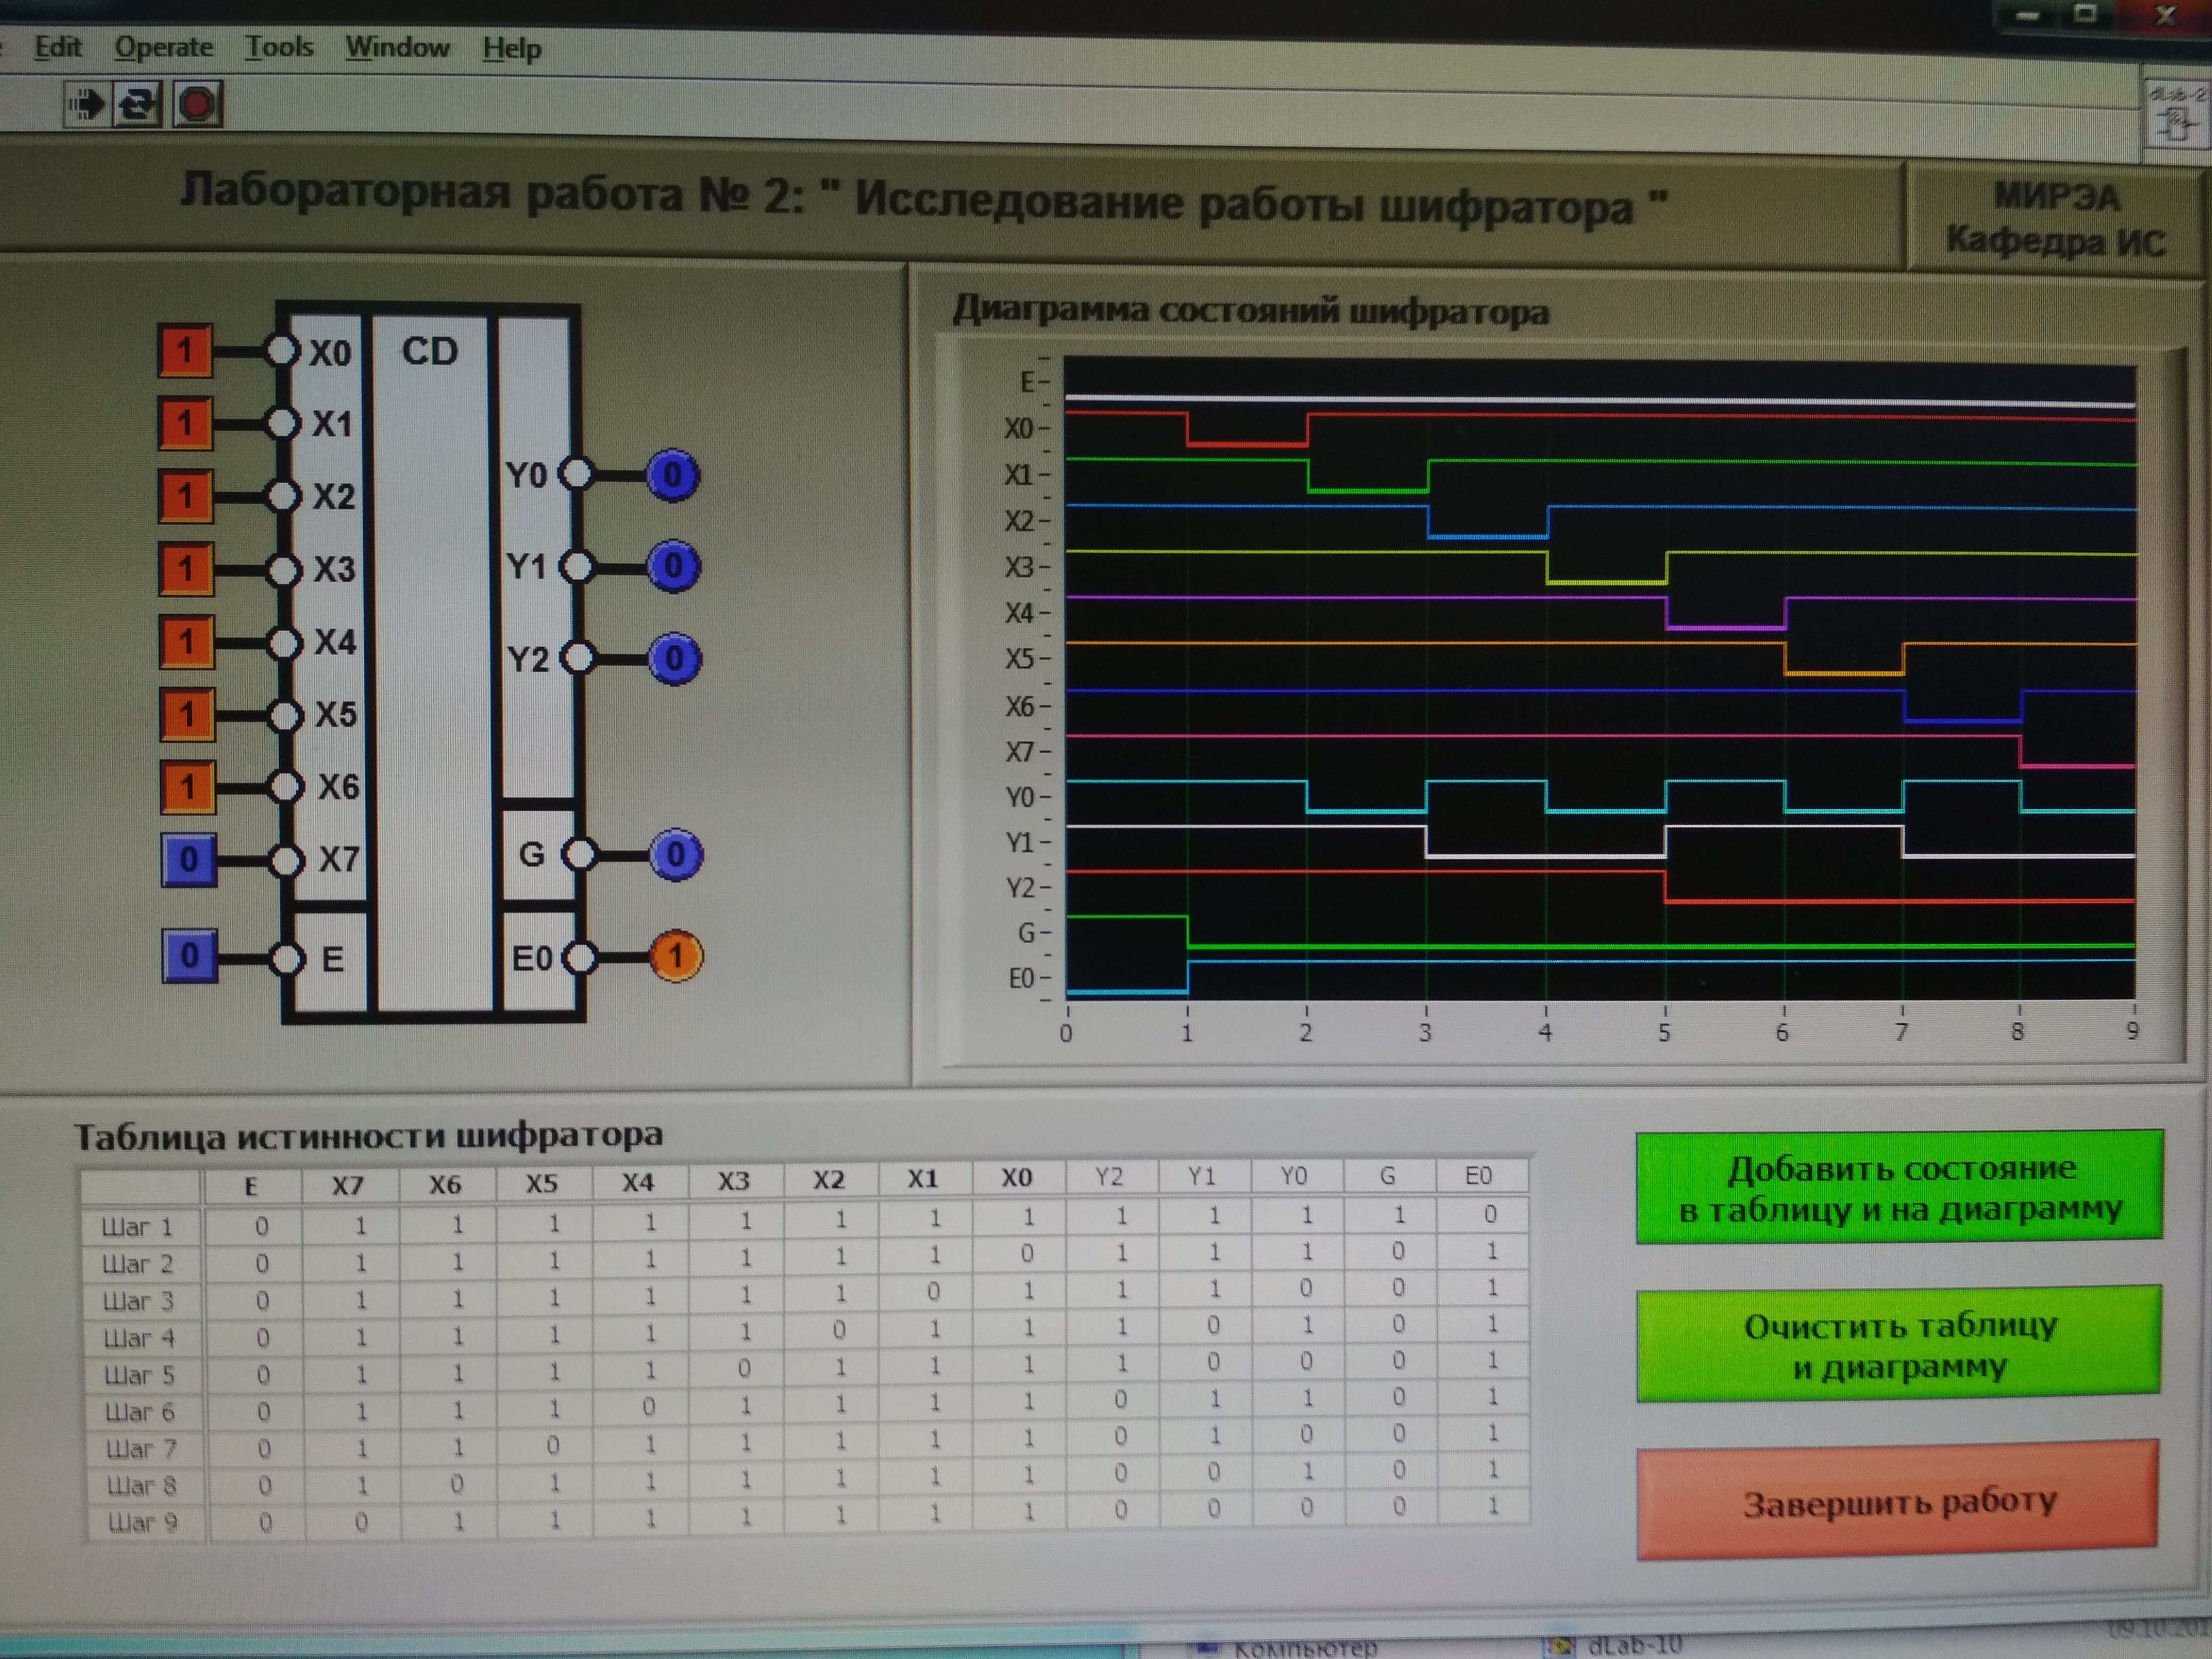 Edit Operate Tools Window Help
dLab-2
Лабораторная работа № 2: " Исследование работы шифратора "
МИРЭА
Кафедра ИС
1 X0 CD
1 X1
1 X2
1 X3
1 X4
1 X5
1 X6
0 X7
0 E
Y0 0
Y1 0
Y2 0
G 0
E0 1
Диаграмма состояний шифратора
E
X0
X1
X2
X3
X4
X5
X6
X7
Y0
Y1
Y2
G
E0
0 1 2 3 4 5 6 7 8 9
Таблица истинности шифратора
E X7 X6 X5 X4 X3 X2 X1 X0 Y2 Y1 Y0 G E0
Шаг 1 0 1 1 1 1 1 1 1 1 1 1 1 1 0
Шаг 2 0 1 1 1 1 1 1 1 0 1 1 1 0 1
Шаг 3 0 1 1 1 1 1 1 0 1 1 1 0 0 1
Шаг 4 0 1 1 1 1 1 0 1 1 1 0 1 0 1
Шаг 5 0 1 1 1 1 0 1 1 1 1 0 0 0 1
Шаг 6 0 1 1 1 0 1 1 1 1 0 1 1 0 1
Шаг 7 0 1 1 0 1 1 1 1 1 0 1 0 0 1
Шаг 8 0 1 0 1 1 1 1 1 1 0 0 1 0 1
Шаг 9 0 0 1 1 1 1 1 1 1 0 0 0 0 1
Добавить состояние
в таблицу и на диаграмму
Очистить таблицу
и диаграмму
Завершить работу
Компьютер
dLab-10